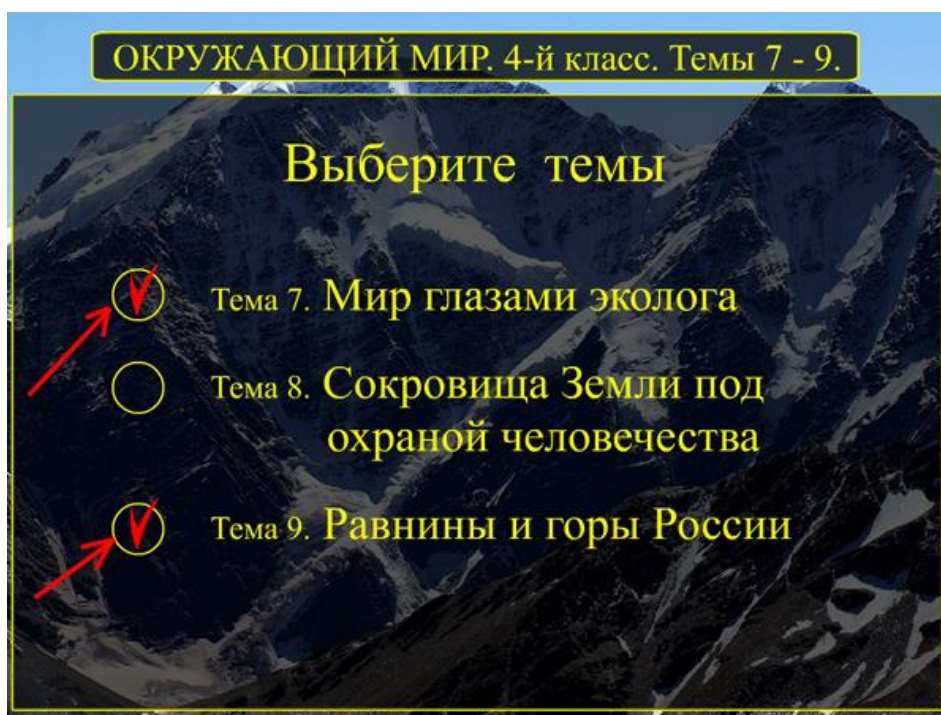 ОКРУЖАЮЩИЙ МИР. 4-й класс. Темы 7 - 9.
Выберите темы
Тема 7. Мир глазами эколога
Тема 8. Сокровища Земли под
охраной человечества
Тема 9. Равнины и горы России